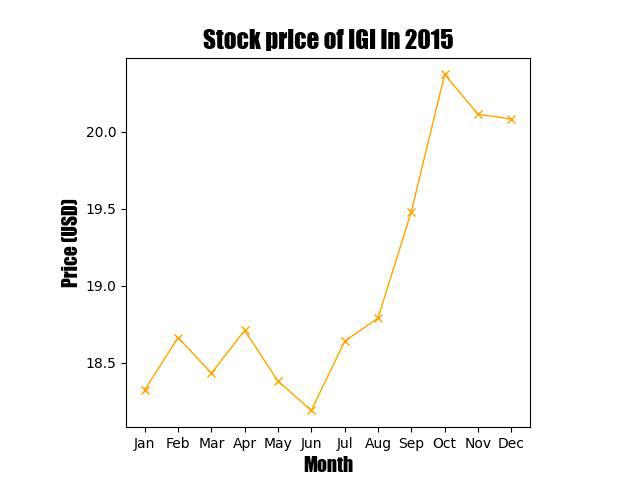 Stock price of IGI in 2015
Price (USD)
20.0
19.5
19.0
18.5
Jan Feb Mar Apr May Jun Jul Aug Sep Oct Nov Dec
Month